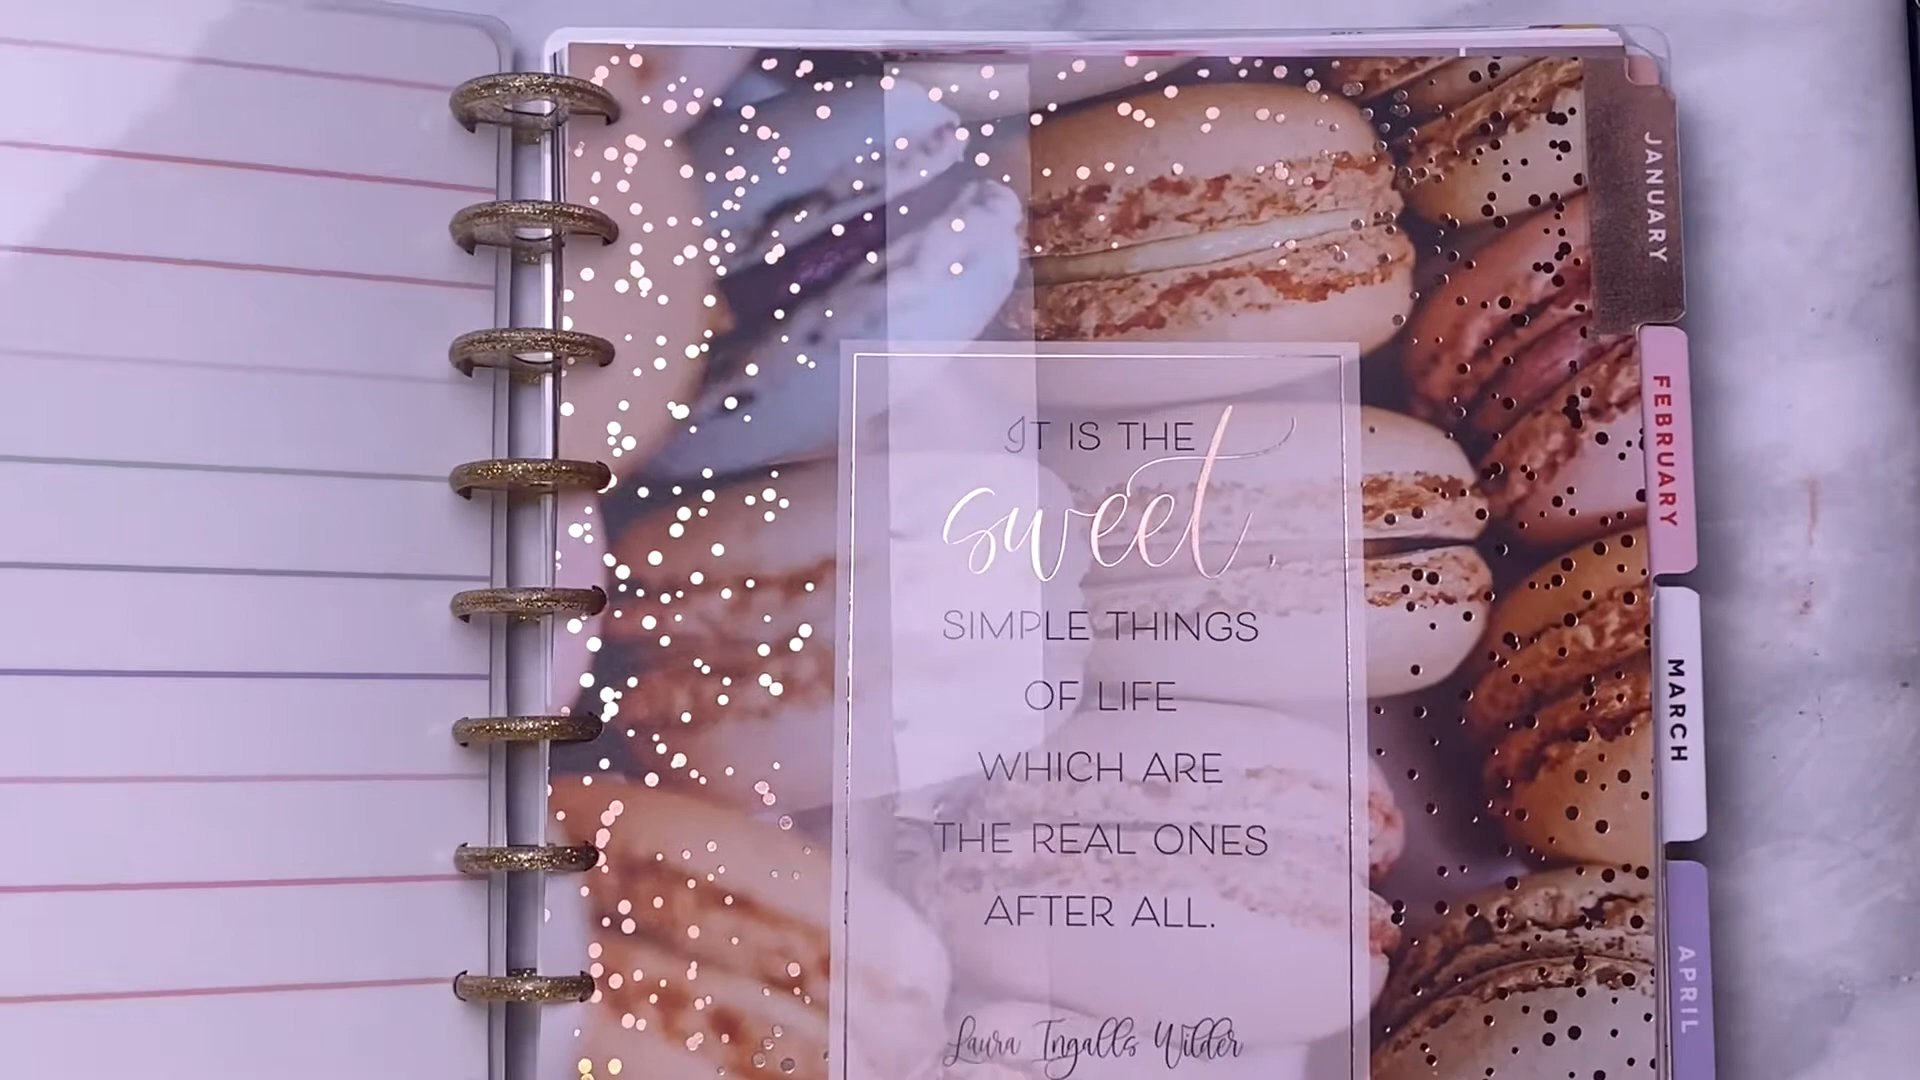 IT IS THE
sweet,
SIMPLE THINGS
OF LIFE
WHICH ARE
THE REAL ONES
AFTER ALL.
Laura Ingalls Wilder
JANUARY
FEBRUARY
MARCH
APRIL